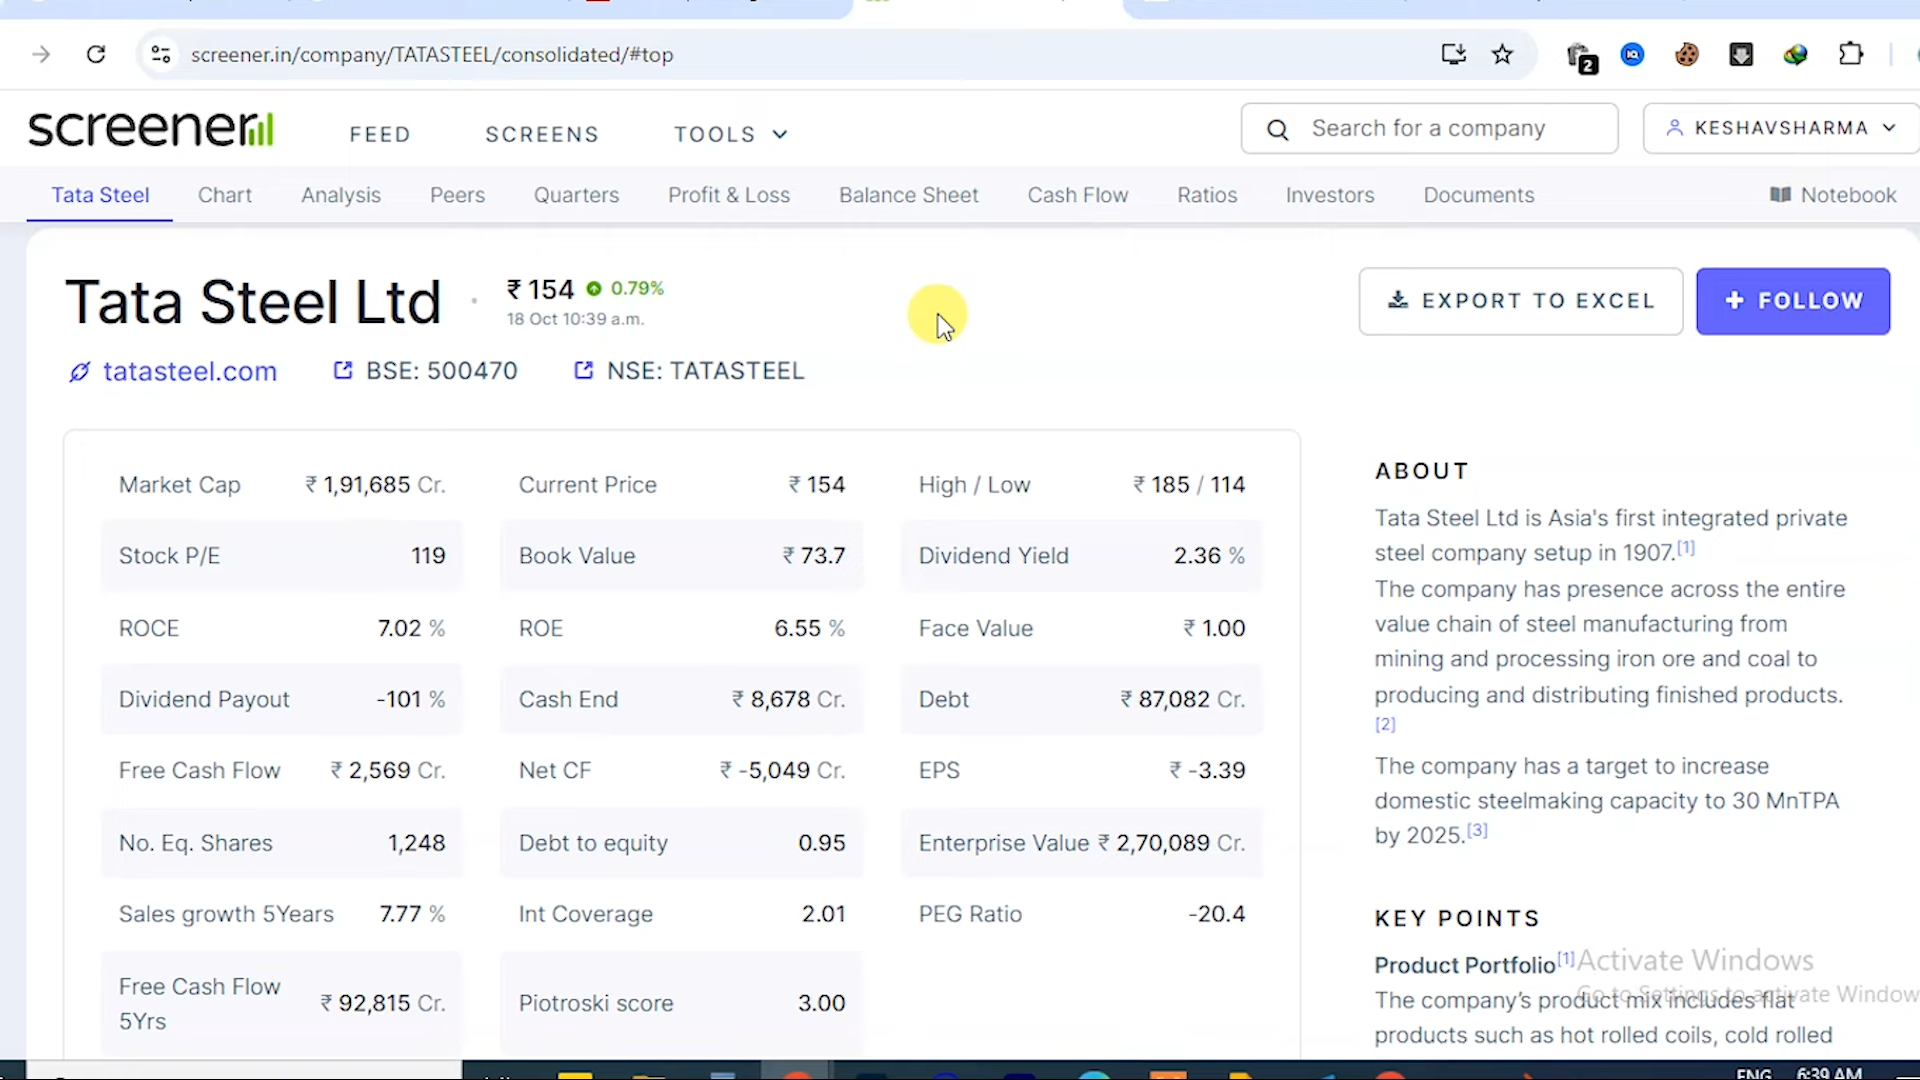 screener.in/company/TATASTEEL/consolidated/#top
2
screener
FEED
SCREENS
TOOLS
Search for a company
KESHAVSHARMA
Tata Steel
Chart
Analysis
Peers
Quarters
Profit & Loss
Balance Sheet
Cash Flow
Ratios
Investors
Documents
Notebook
Tata Steel Ltd
₹ 154 0.79%
18 Oct 10:39 a.m.
EXPORT TO EXCEL
+ FOLLOW
tatasteel.com
BSE: 500470
NSE: TATASTEEL
Market Cap ₹ 1,91,685 Cr.
Current Price ₹ 154
High / Low ₹ 185 / 114
Stock P/E 119
Book Value ₹ 73.7
Dividend Yield 2.36 %
ROCE 7.02 %
ROE 6.55 %
Face Value ₹ 1.00
Dividend Payout -101 %
Cash End ₹ 8,678 Cr.
Debt ₹ 87,082 Cr.
Free Cash Flow ₹ 2,569 Cr.
Net CF ₹ -5,049 Cr.
EPS ₹ -3.39
No. Eq. Shares 1,248
Debt to equity 0.95
Enterprise Value ₹ 2,70,089 Cr.
Sales growth 5Years 7.77 %
Int Coverage 2.01
PEG Ratio -20.4
Free Cash Flow
5Yrs
₹ 92,815 Cr.
Piotroski score 3.00
ABOUT
Tata Steel Ltd is Asia's first integrated private
steel company setup in 1907.[1]
The company has presence across the entire
value chain of steel manufacturing from
mining and processing iron ore and coal to
producing and distributing finished products.
[2]
The company has a target to increase
domestic steelmaking capacity to 30 MnTPA
by 2025.[3]
KEY POINTS
Product Portfolio[1]
The company's product mix includes flat
products such as hot rolled coils, cold rolled
Activate Windows
Go to Settings to activate Window
ENG
6:39 AM